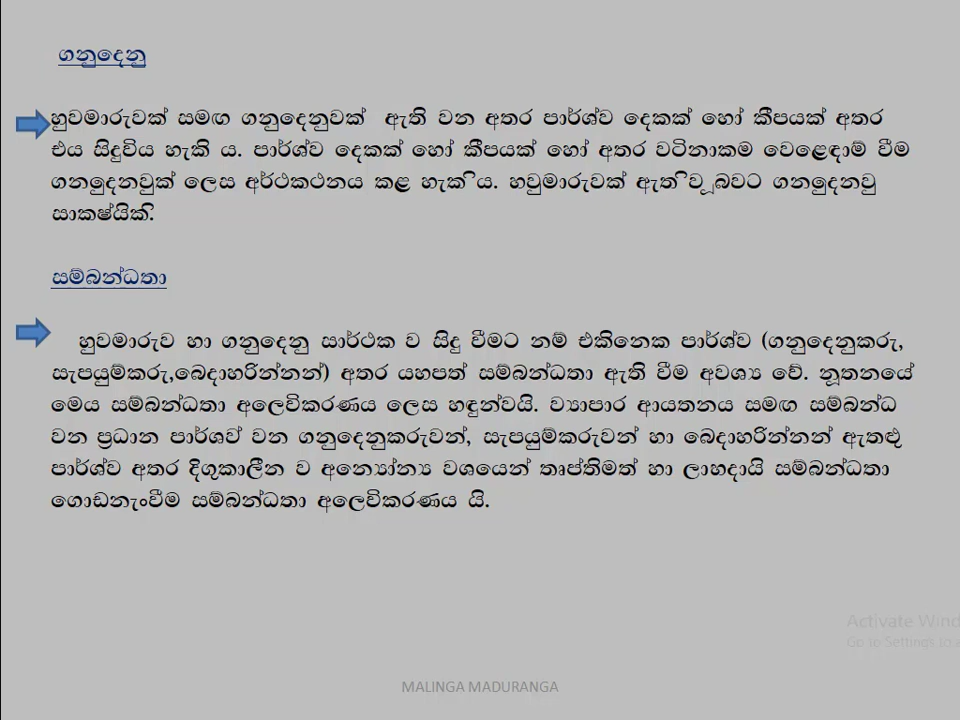 ගනුදෙනු
හුවමාරුවක් සමඟ ගනුදෙනුවක් ඇති වන අතර පාර්ශ්ව දෙකක් හෝ කීපයක් අතර
එය සිදුවිය හැකි ය. පාර්ශ්ව දෙකක් හෝ කීපයක් හෝ අතර වටිනාකම වෙළෙඳාම් වීම
ගනුදෙනුවක් ලෙස අර්ථකථනය කළ හැකි ය. හුවමාරුවක් ඇති වූ බවට ගනුදෙනුව
සාක්ෂියකි.
සම්බන්ධතා
හුවමාරුව හා ගනුදෙනු සාර්ථක ව සිදු වීමට නම් එකිනෙක පාර්ශ්ව (ගනුදෙනුකරු,
සැපයුම්කරු,බෙදාහරින්නන්) අතර යහපත් සම්බන්ධතා ඇති වීම අවශ්‍ය වේ. නූතනයේ
මෙය සම්බන්ධතා අලෙවිකරණය ලෙස හඳුන්වයි. ව්‍යාපාර ආයතනය සමඟ සම්බන්ධ
වන ප්‍රධාන පාර්ශව් වන ගනුදෙනුකරුවන්, සැපයුම්කරුවන් හා බෙදාහරින්නන් ඇතළු
පාර්ශ්ව අතර දිගුකාලීන ව අන්‍යෝන්‍ය වශයෙන් තෘප්තිමත් හා ලාභදායි සම්බන්ධතා
ගොඩනැංවීම සම්බන්ධතා අලෙවිකරණය යි.
Activate Wind
Go to Settings to a
MALINGA MADURANGA